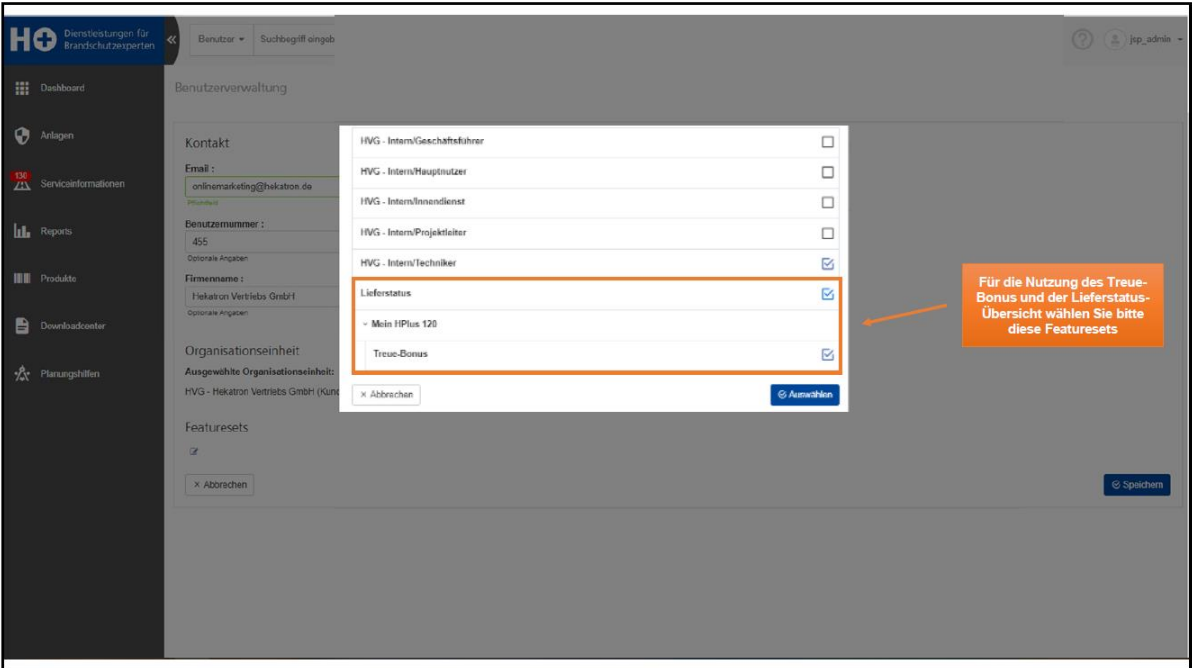 Dienstleistungen für
Brandschutzexperten
Benutzer
Suchbegriff eingeb
jsp_admin
Dashboard
Benutzerverwaltung
Anlagen
130
Serviceinformationen
Reports
Produkte
Downloadcenter
Planungshilfen
Kontakt
Email :
onlinemarketing@hekatron.de
Pflichtfeld
Benutzernummer :
455
Optionale Angaben
Firmenname :
Hekatron Vertriebs GmbH
Optionale Angaben
Organisationseinheit
Ausgewählte Organisationseinheit:
HVG - Hekatron Vertriebs GmbH (Kund
Featuresets
× Abbrechen
Speichern
HVG - Intern/Geschäftsführer
HVG - Intern/Hauptnutzer
HVG - Intern/Innendienst
HVG - Intern/Projektleiter
HVG - Intern/Techniker
Lieferstatus
Mein HPlus 120
Treue-Bonus
× Abbrechen
Auswählen
Für die Nutzung des Treue-
Bonus und der Lieferstatus-
Übersicht wählen Sie bitte
diese Featuresets